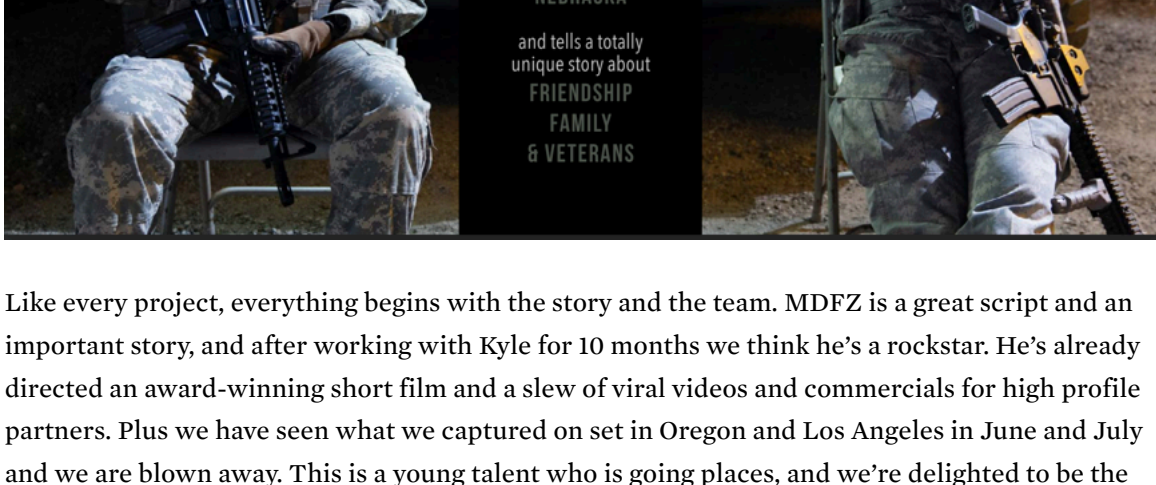 NEBRASKA
and tells a totally
unique story about
FRIENDSHIP
FAMILY
& VETERANS
Like every project, everything begins with the story and the team. MDFZ is a great script and an
important story, and after working with Kyle for 10 months we think he’s a rockstar. He’s already
directed an award-winning short film and a slew of viral videos and commercials for high profile
partners. Plus we have seen what we captured on set in Oregon and Los Angeles in June and July
and we are blown away. This is a young talent who is going places, and we’re delighted to be the